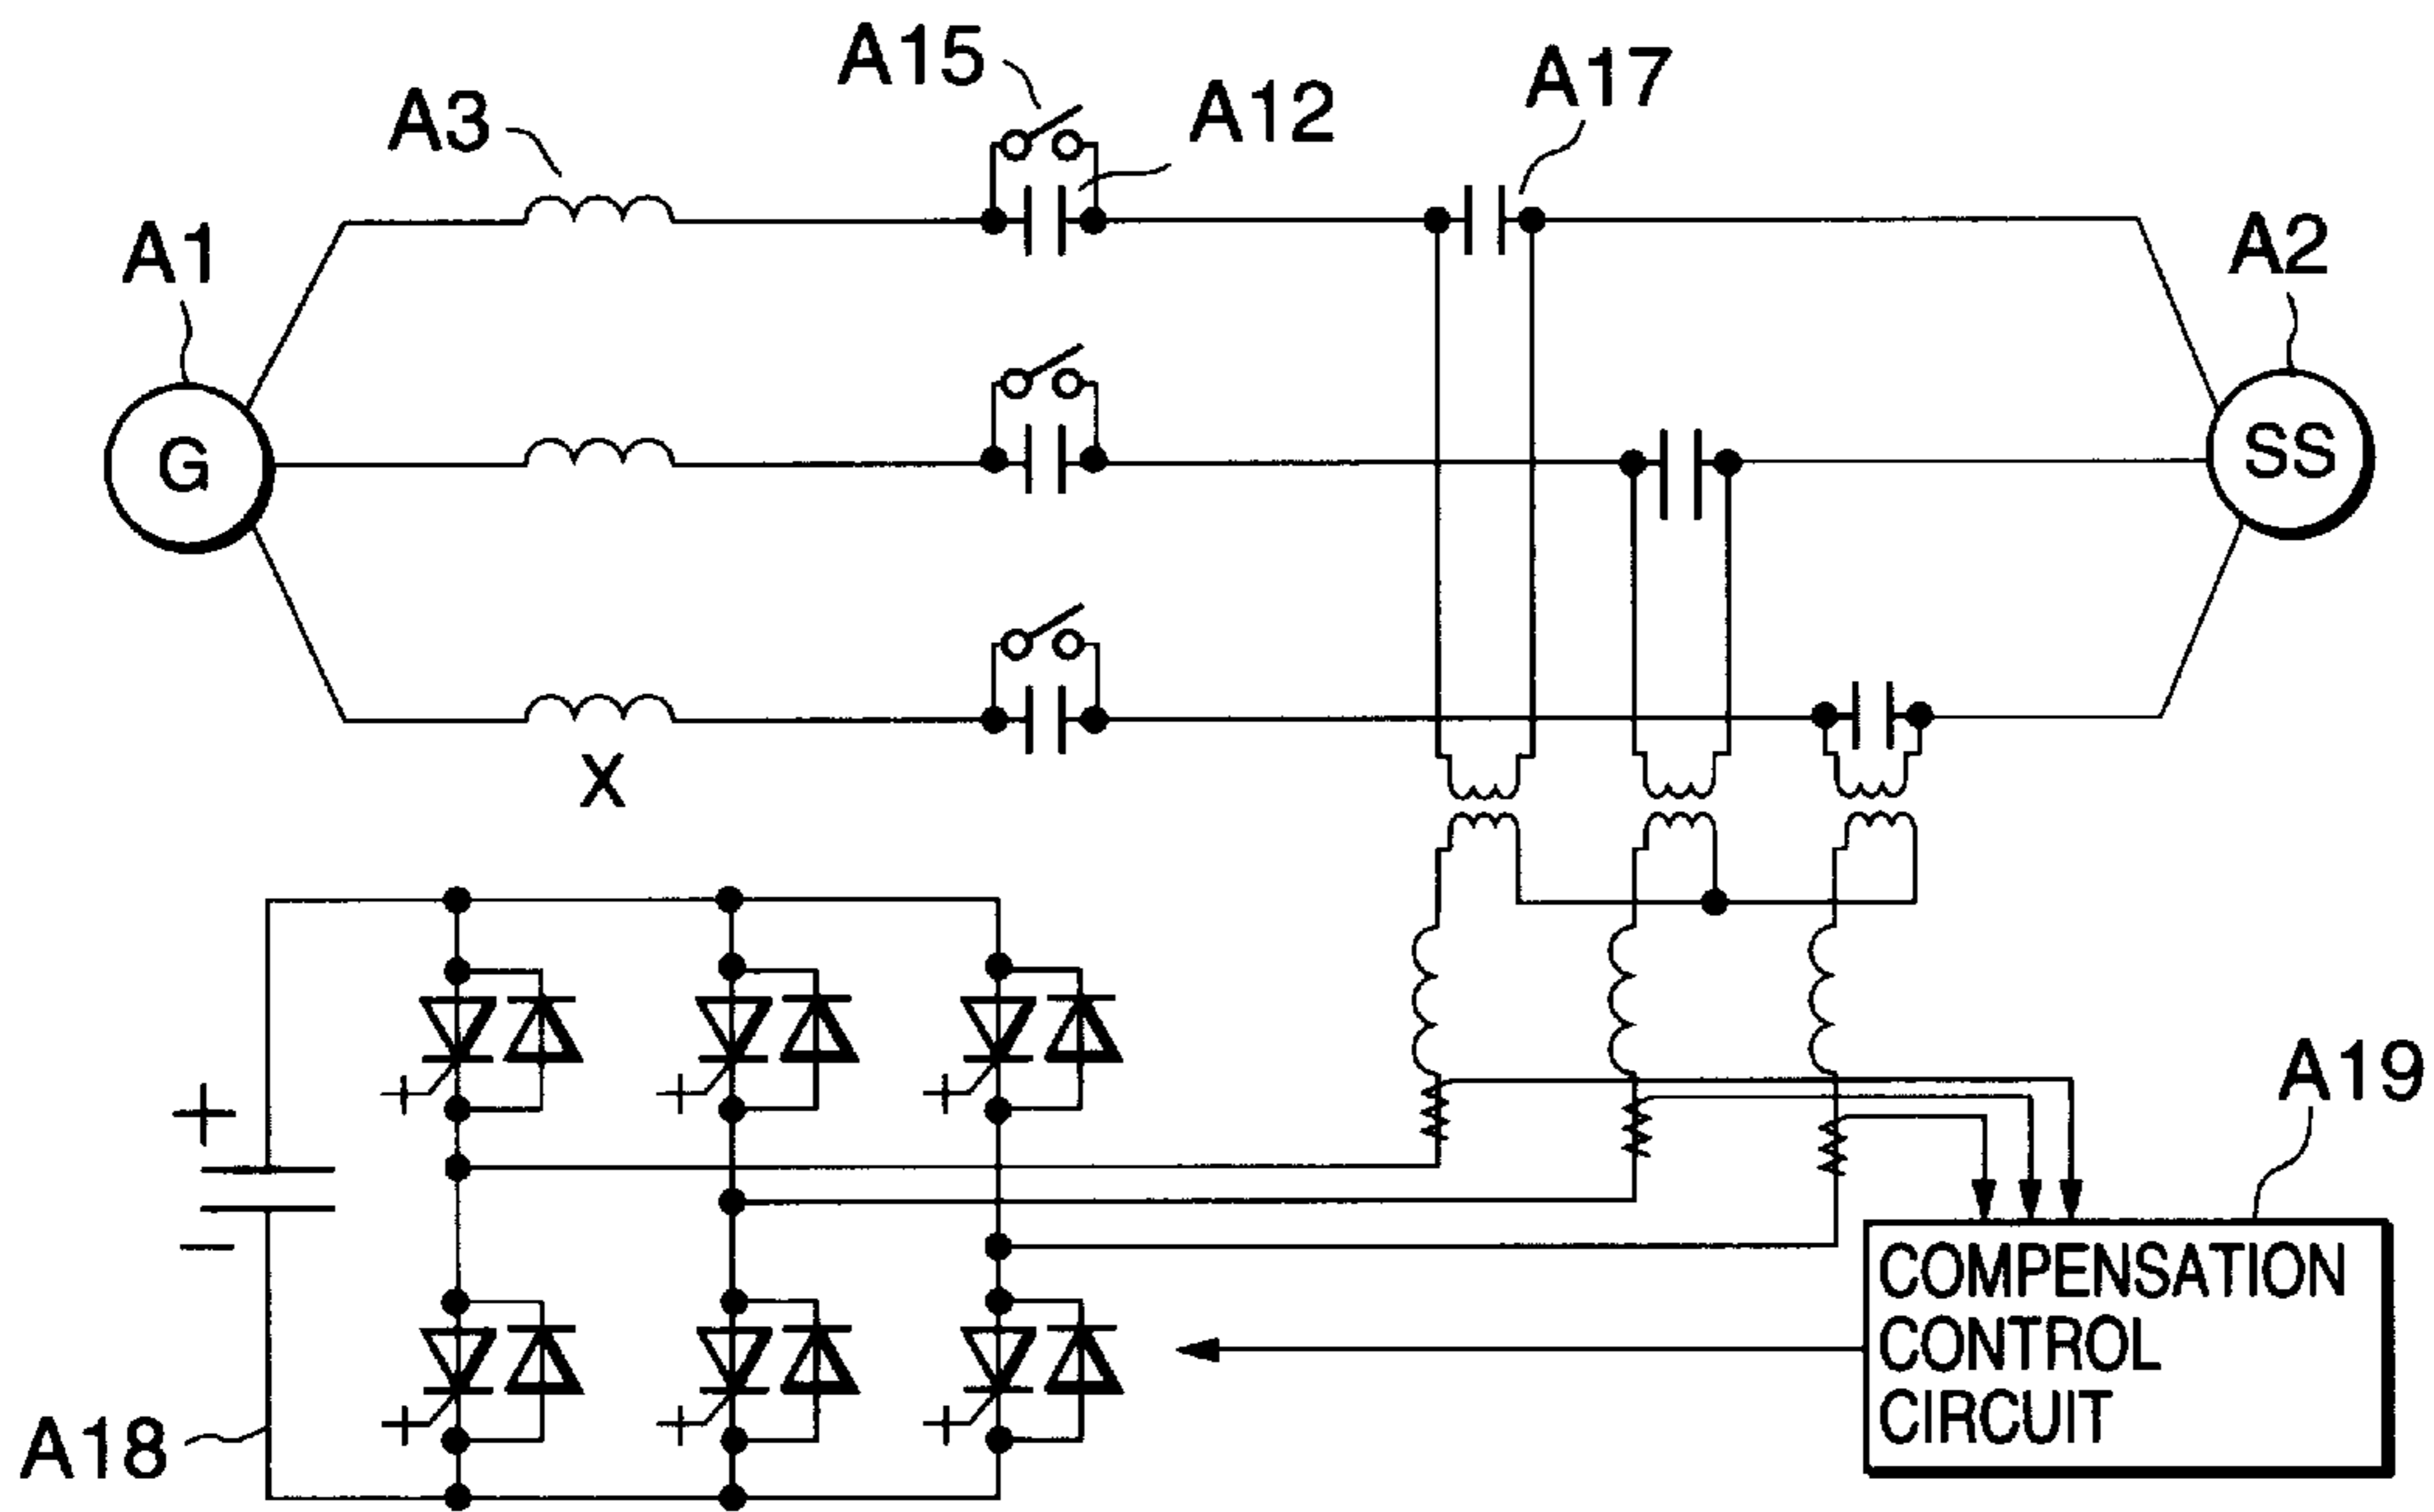 A15
A17
A12
A3
A1
A2
G
SS
X
A19
+
−
COMPENSATION
CONTROL
CIRCUIT
A18